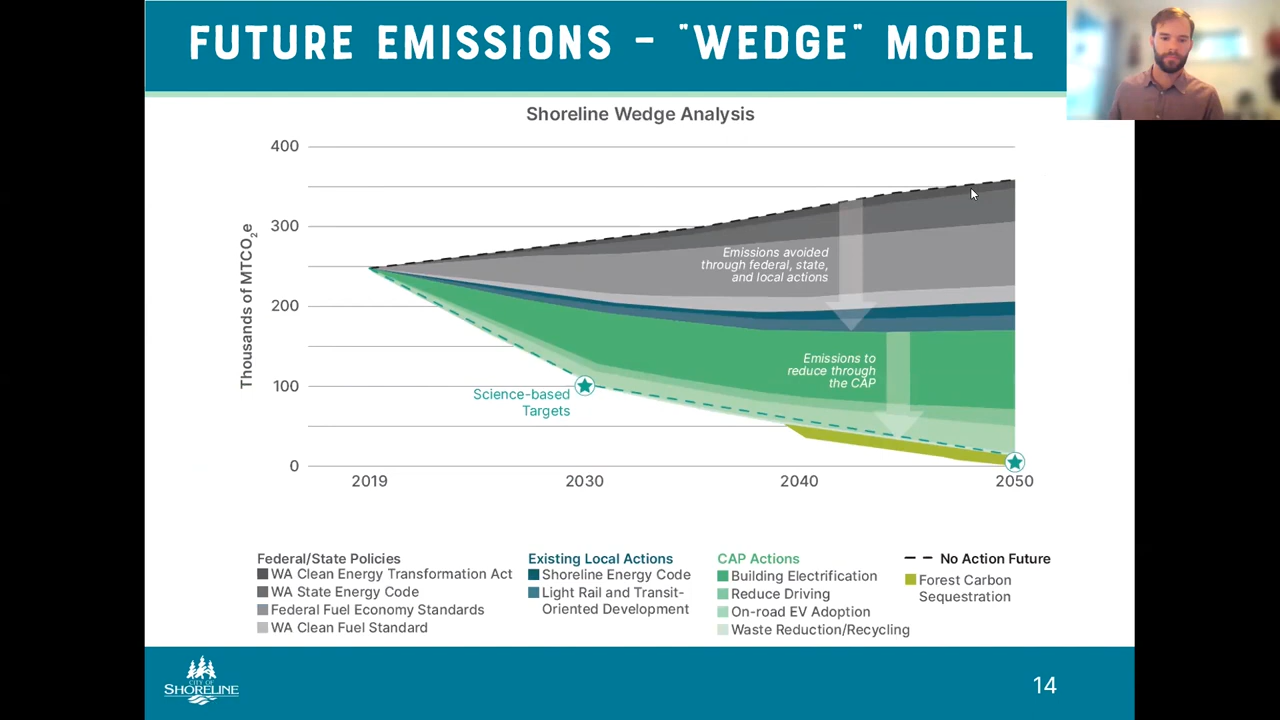 FUTURE EMISSIONS – "WEDGE" MODEL
Shoreline Wedge Analysis
400
300
200
100
0
Thousands of MTCO2e
Emissions avoided
through federal, state,
and local actions
Emissions to
reduce through
the CAP
Science-based
Targets
2019
2030
2040
2050
Federal/State Policies
WA Clean Energy Transformation Act
WA State Energy Code
Federal Fuel Economy Standards
WA Clean Fuel Standard
Existing Local Actions
Shoreline Energy Code
Light Rail and Transit-
Oriented Development
CAP Actions
Building Electrification
Reduce Driving
On-road EV Adoption
Waste Reduction/Recycling
No Action Future
Forest Carbon
Sequestration
CITY OF
SHORELINE
14